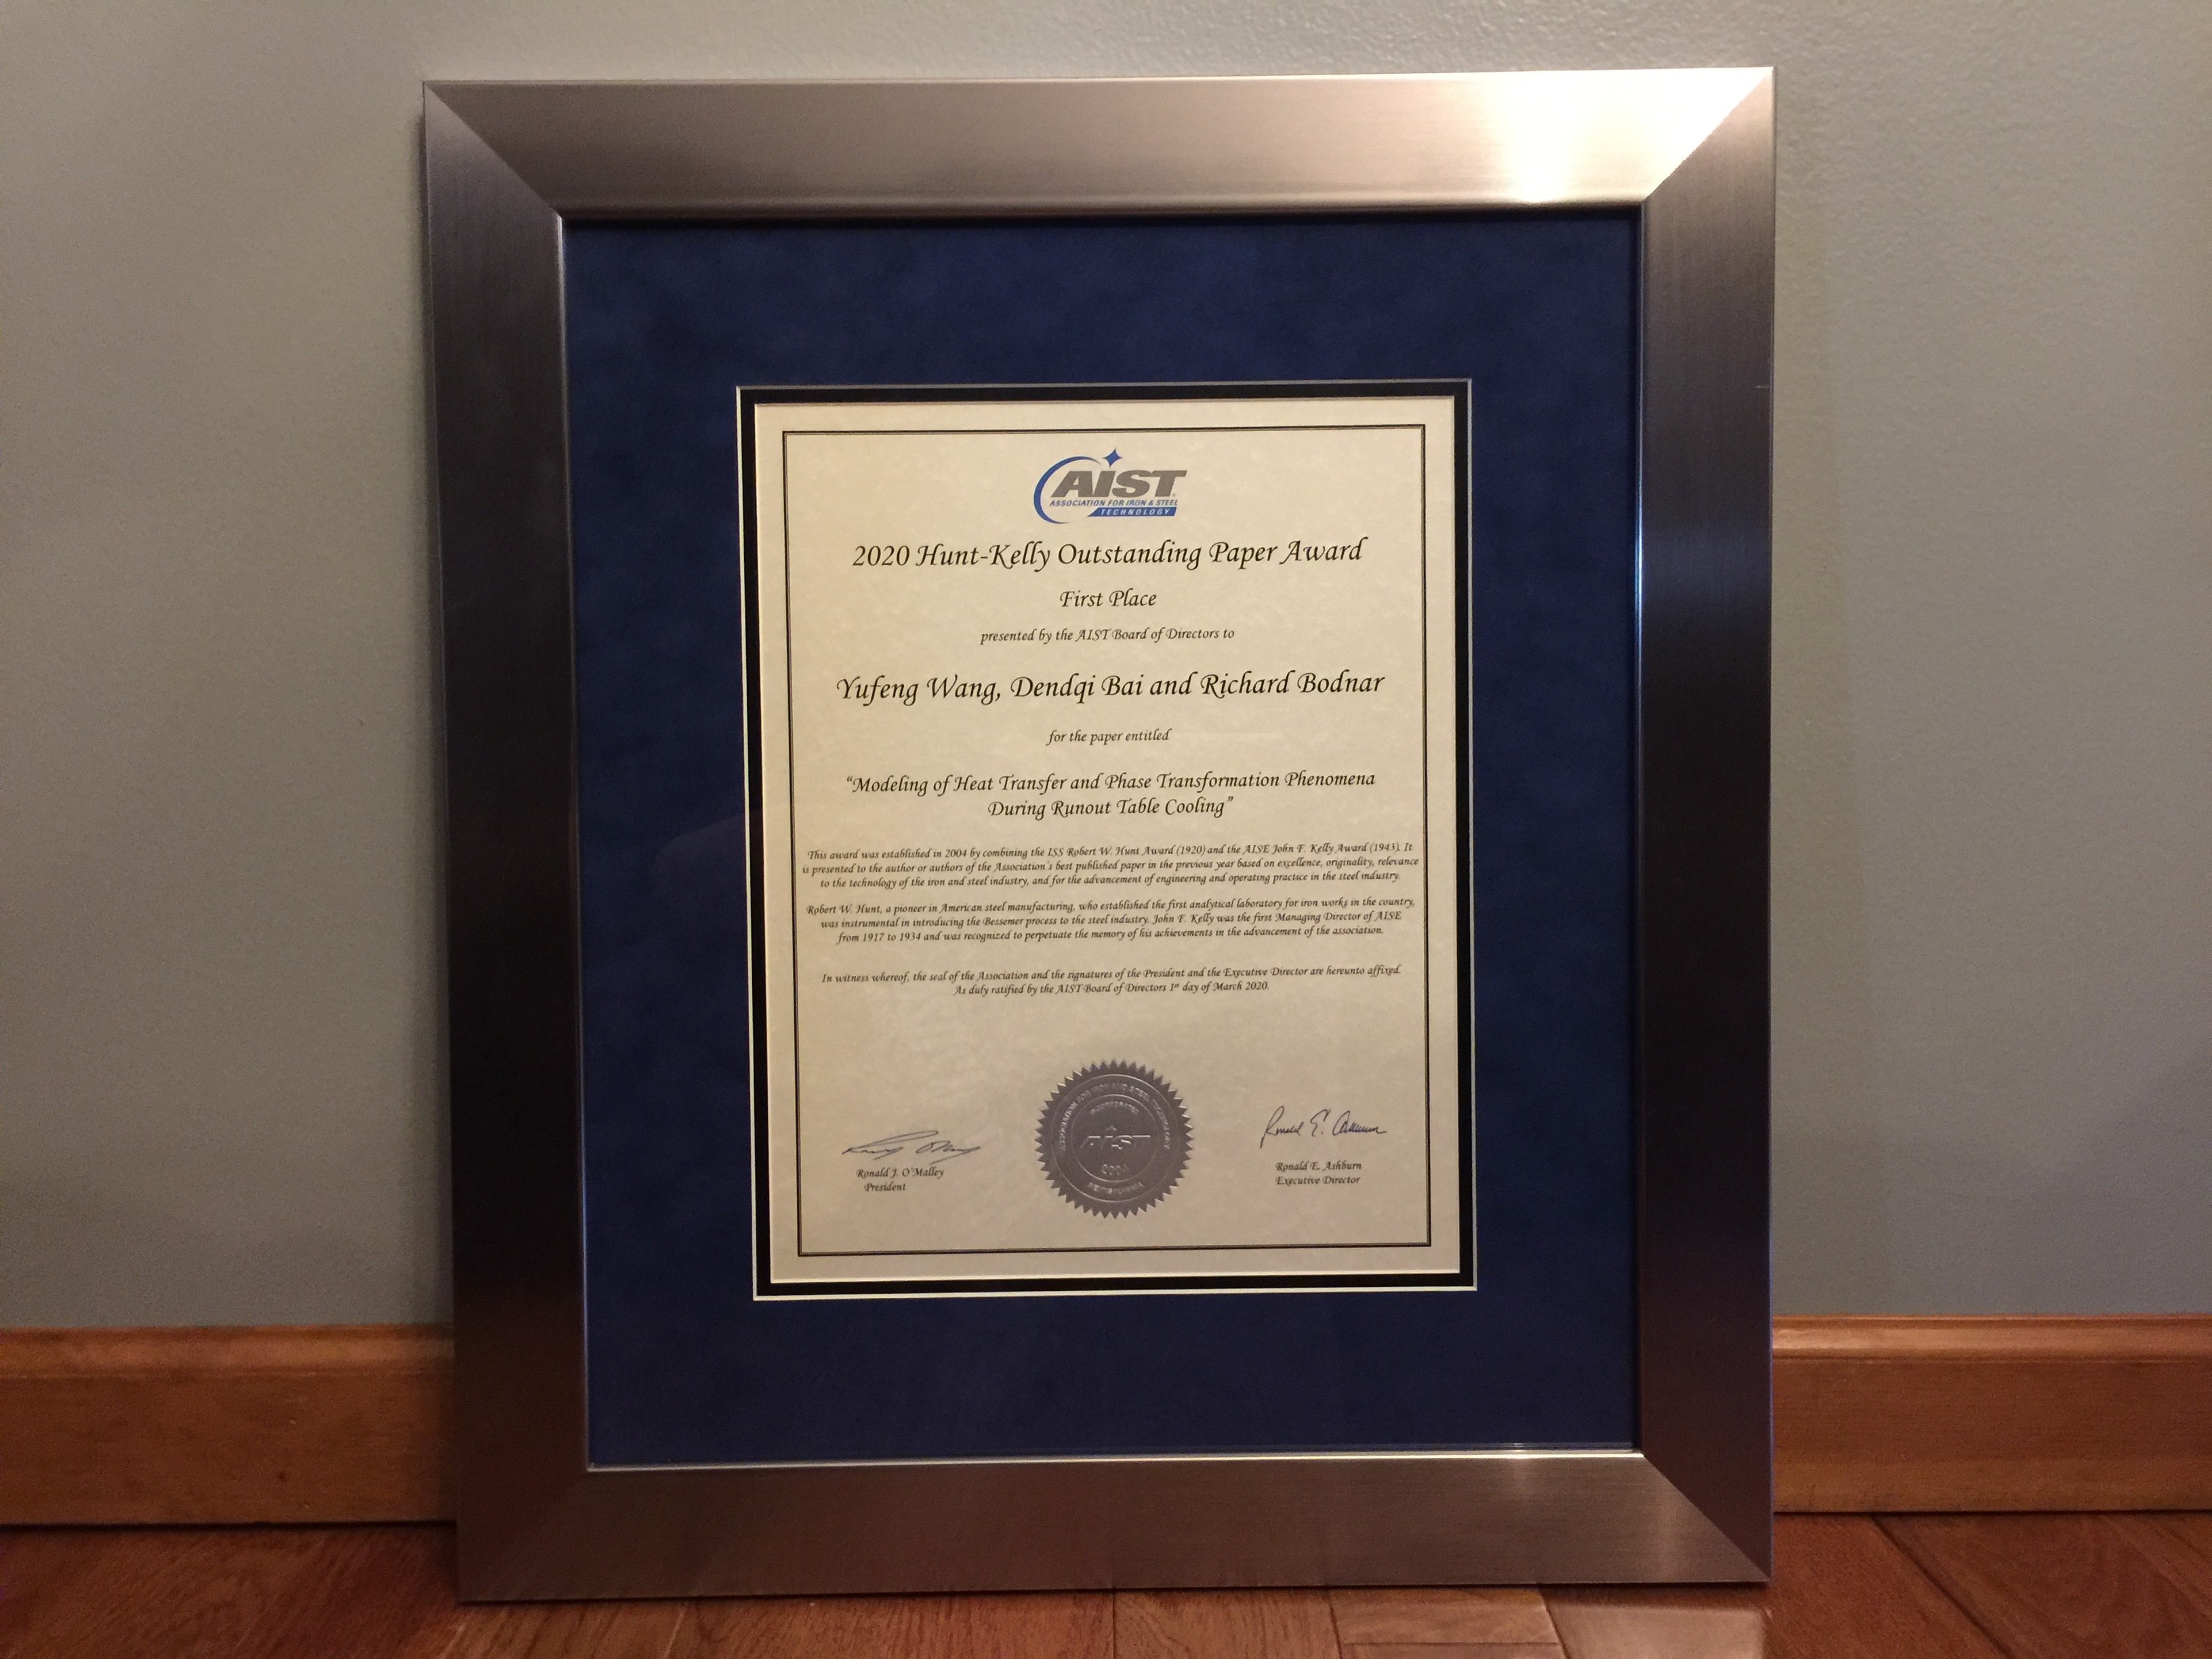 AIST
ASSOCIATION FOR IRON & STEEL
TECHNOLOGY
2020 Hunt-Kelly Outstanding Paper Award
First Place
presented by the AIST Board of Directors to
Yufeng Wang, Dendqi Bai and Richard Bodnar
for the paper entitled
“Modeling of Heat Transfer and Phase Transformation Phenomena
During Runout Table Cooling”
This award was established in 2004 by combining the ISS Robert W. Hunt Award (1920) and the AISE John F. Kelly Award (1943). It
is presented to the author or authors of the Association's best published paper in the previous year based on excellence, originality, relevance
to the technology of the iron and steel industry, and for the advancement of engineering and operating practice in the steel industry.
Robert W. Hunt, a pioneer in American steel manufacturing, who established the first analytical laboratory for iron works in the country,
was instrumental in introducing the Bessemer process to the steel industry. John F. Kelly was the first Managing Director of AISE
from 1917 to 1934 and was recognized to perpetuate the memory of his achievements in the advancement of the association.
In witness whereof, the seal of the Association and the signatures of the President and the Executive Director are hereunto affixed.
As duly ratified by the AIST Board of Directors 1st day of March 2020.
ASSOCIATION FOR IRON AND STEEL TECHNOLOGY
INCORPORATED
AIST
2004
PENNSYLVANIA
Ronald J. O'Malley
President
Ronald E. Ashburn
Executive Director